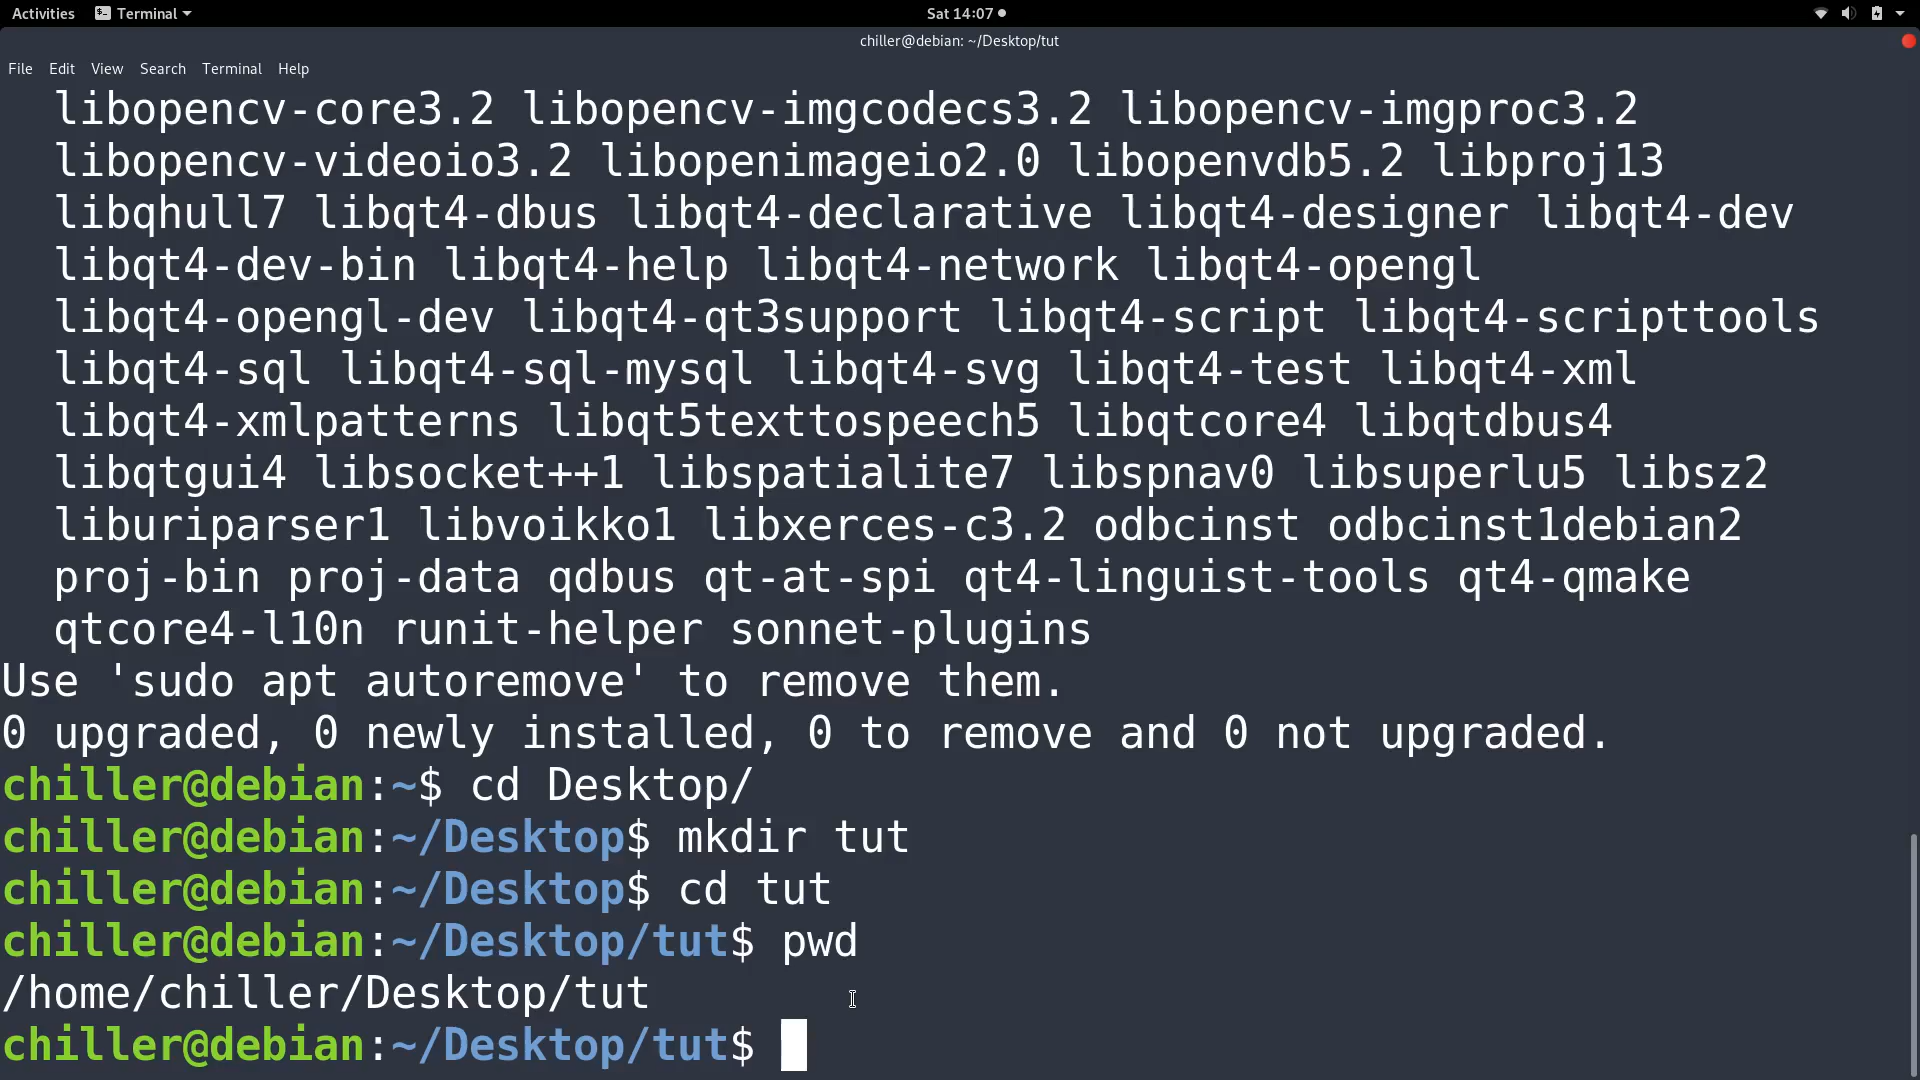 Activities Terminal Sat 14:07
chiller@debian: ~/Desktop/tut
File Edit View Search Terminal Help
libopencv-core3.2 libopencv-imgcodecs3.2 libopencv-imgproc3.2
libopencv-videoio3.2 libopenimageio2.0 libopenvdb5.2 libproj13
libqhull7 libqt4-dbus libqt4-declarative libqt4-designer libqt4-dev
libqt4-dev-bin libqt4-help libqt4-network libqt4-opengl
libqt4-opengl-dev libqt4-qt3support libqt4-script libqt4-scripttools
libqt4-sql libqt4-sql-mysql libqt4-svg libqt4-test libqt4-xml
libqt4-xmlpatterns libqt5texttospeech5 libqtcore4 libqtdbus4
libqtgui4 libsocket++1 libspatialite7 libspnav0 libsuperlu5 libsz2
liburiparser1 libvoikko1 libxerces-c3.2 odbcinst odbcinst1debian2
proj-bin proj-data qdbus qt-at-spi qt4-linguist-tools qt4-qmake
qtcore4-l10n runit-helper sonnet-plugins
Use 'sudo apt autoremove' to remove them.
0 upgraded, 0 newly installed, 0 to remove and 0 not upgraded.
chiller@debian:~$ cd Desktop/
chiller@debian:~/Desktop$ mkdir tut
chiller@debian:~/Desktop$ cd tut
chiller@debian:~/Desktop/tut$ pwd
/home/chiller/Desktop/tut
chiller@debian:~/Desktop/tut$